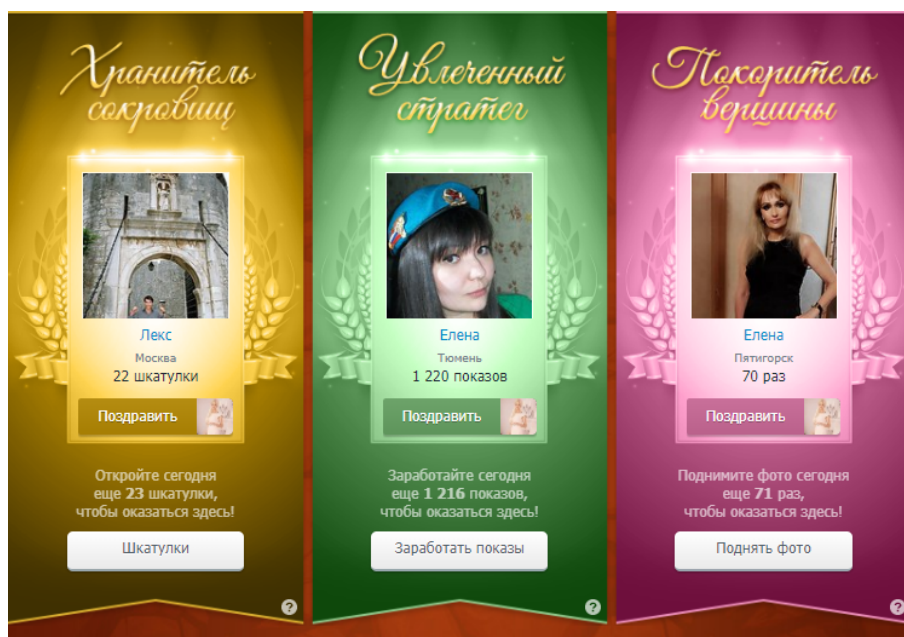 Хранитель
сокровищ
Лекс
Москва
22 шкатулки
Поздравить
Откройте сегодня
еще 23 шкатулки,
чтобы оказаться здесь!
Шкатулки
?
Увлеченный
стратег
Елена
Тюмень
1 220 показов
Поздравить
Заработайте сегодня
еще 1 216 показов,
чтобы оказаться здесь!
Заработать показы
?
Покоритель
вершины
Елена
Пятигорск
70 раз
Поздравить
Поднимите фото сегодня
еще 71 раз,
чтобы оказаться здесь!
Поднять фото
?